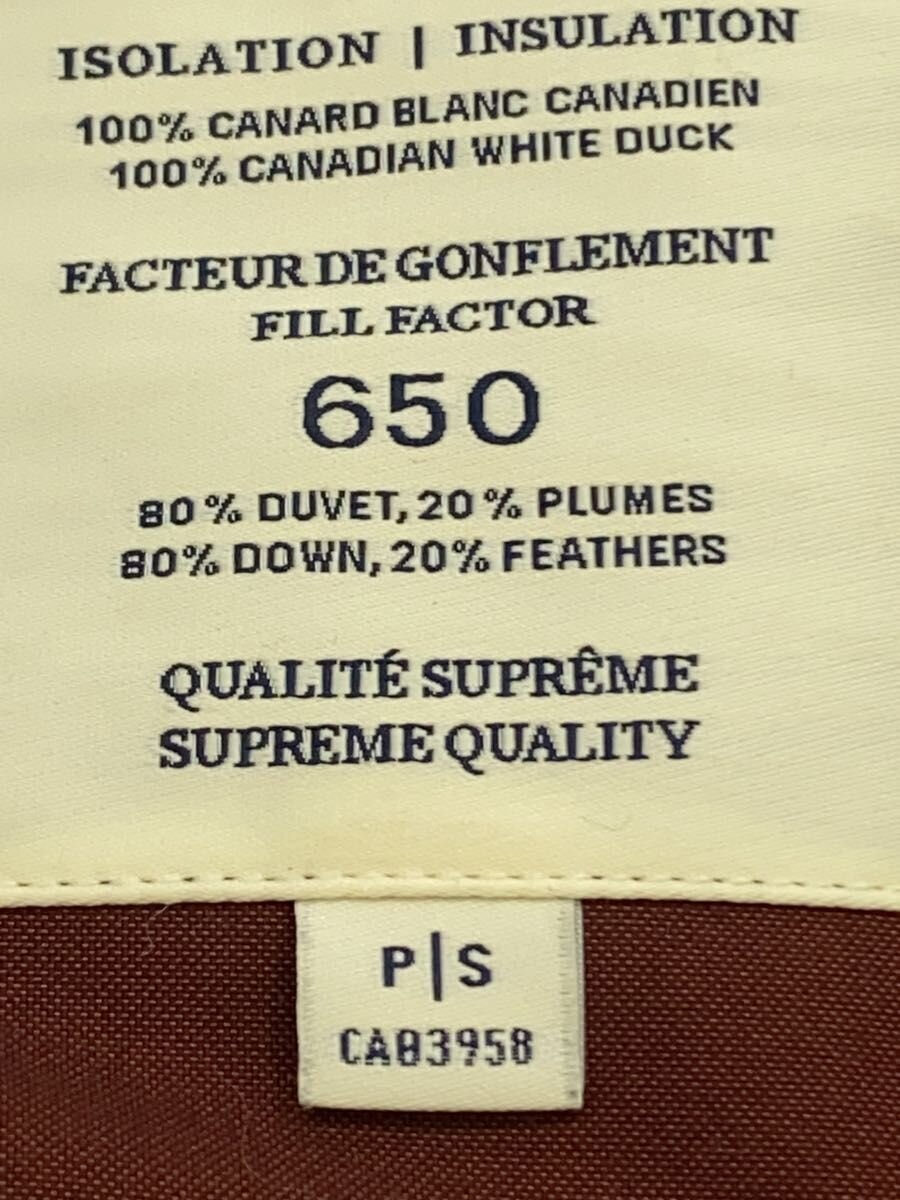 ISOLATION | INSULATION
100% CANARD BLANC CANADIEN
100% CANADIAN WHITE DUCK
FACTEUR DE GONFLEMENT
FILL FACTOR
650
80% DUVET, 20% PLUMES
80% DOWN, 20% FEATHERS
QUALITÉ SUPRÊME
SUPREME QUALITY
P|S
CA03958